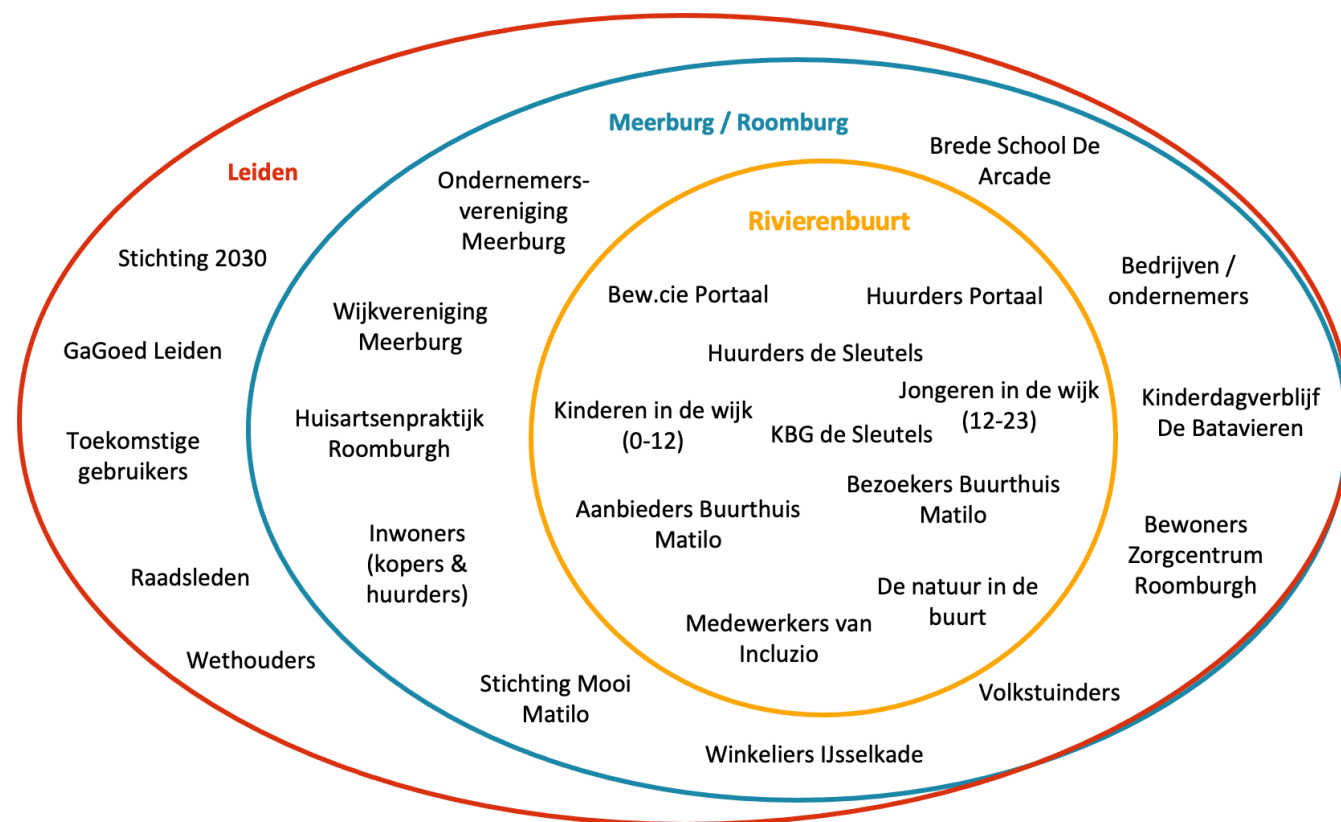 Leiden
Stichting 2030
GaGoed Leiden
Toekomstige
gebruikers
Raadsleden
Wethouders
Meerburg / Roomburg
Ondernemers-
vereniging
Meerburg
Wijkvereniging
Meerburg
Huisartsenpraktijk
Roomburgh
Inwoners
(kopers &
huurders)
Stichting Mooi
Matilo
Winkeliers IJsselkade
Volkstuinders
Brede School De
Arcade
Bedrijven /
ondernemers
Kinderdagverblijf
De Batavieren
Bewoners
Zorgcentrum
Roomburgh
Rivierenbuurt
Bew.cie Portaal
Huurders Portaal
Huurders de Sleutels
Kinderen in de wijk
(0-12)
Jongeren in de wijk
(12-23)
KBG de Sleutels
Aanbieders Buurthuis
Matilo
Bezoekers Buurthuis
Matilo
De natuur in de
buurt
Medewerkers van
Incluzio